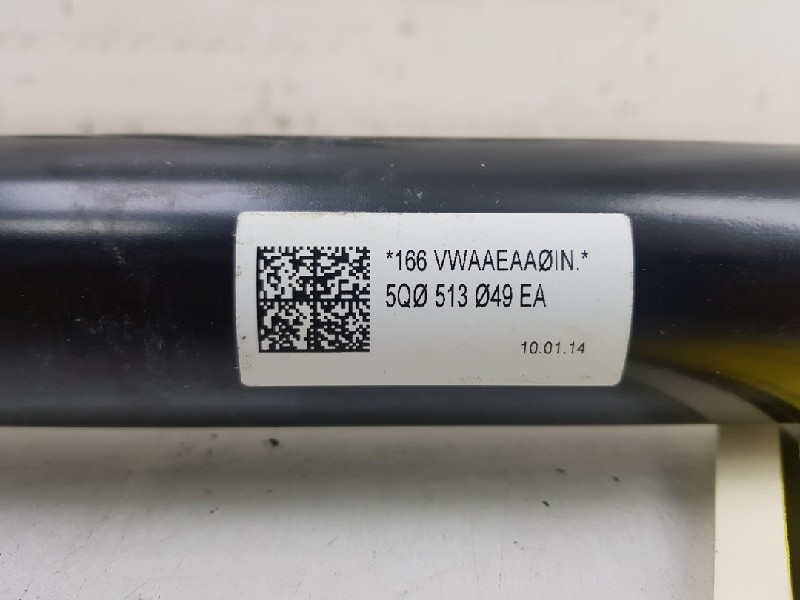 *166 VWAAEAAØIN.*
5QØ 513 Ø49 EA
10.01.14